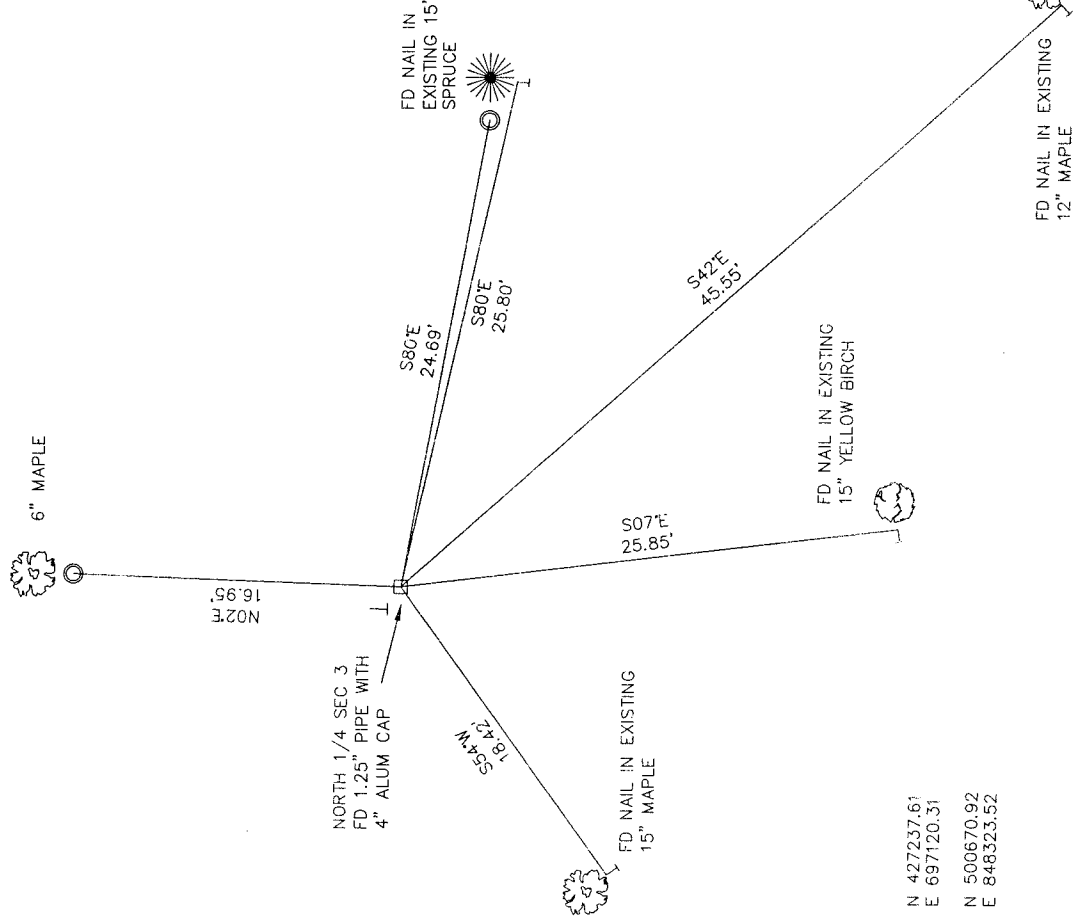 6" MAPLE
N02°E
16.95'
NORTH 1/4 SEC 3
FD 1.25" PIPE WITH
4" ALUM CAP
FD NAIL IN
EXISTING 15"
SPRUCE
S80°E
24.69'
S80°E
25.80'
S42°E
45.55'
S54°W
18.42'
S07°E
25.85'
FD NAIL IN EXISTING
15" MAPLE
FD NAIL IN EXISTING
15" YELLOW BIRCH
FD NAIL IN EXISTING
12" MAPLE
N 427237.61
E 697120.31
N 500670.92
E 848323.52